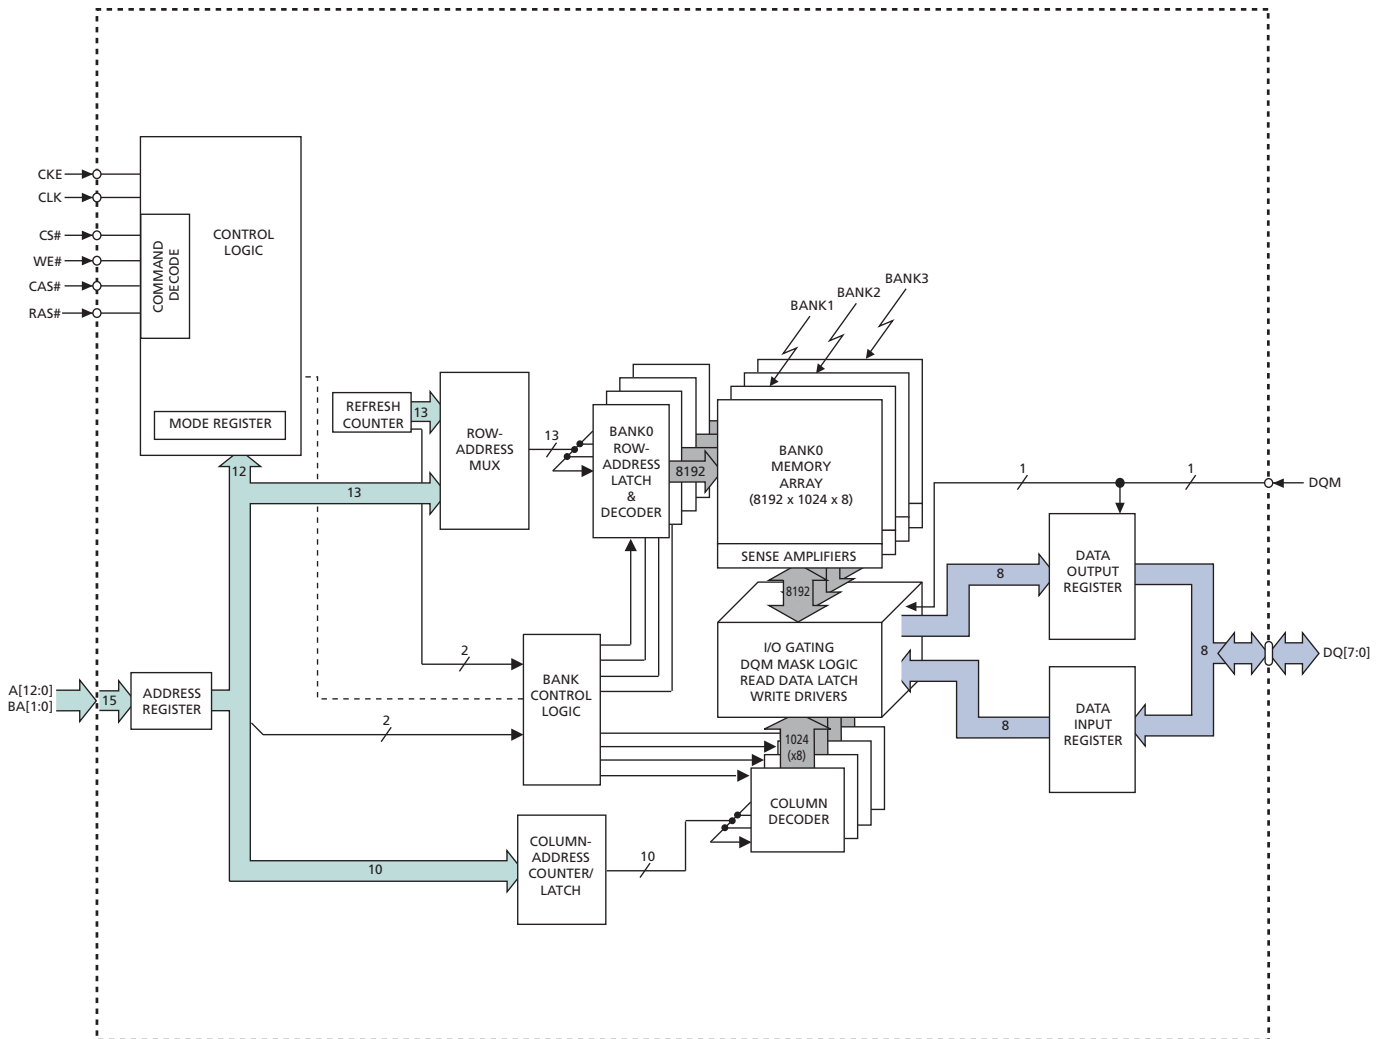 CKE
CLK
CS#
WE#
CAS#
RAS#
COMMAND
DECODE
CONTROL
LOGIC
MODE REGISTER
12
BANK1
BANK2
BANK3
REFRESH
COUNTER
13
13
ROW-
ADDRESS
MUX
13
BANK0
ROW-
ADDRESS
LATCH
&
DECODER
8192
BANK0
MEMORY
ARRAY
(8192 x 1024 x 8)
SENSE AMPLIFIERS
8192
I/O GATING
DQM MASK LOGIC
READ DATA LATCH
WRITE DRIVERS
1
1
DQM
DATA
OUTPUT
REGISTER
8
8
DQ[7:0]
DATA
INPUT
REGISTER
8
A[12:0]
BA[1:0]
15
ADDRESS
REGISTER
2
2
BANK
CONTROL
LOGIC
1024
(x8)
COLUMN
DECODER
10
COLUMN-
ADDRESS
COUNTER/
LATCH
10